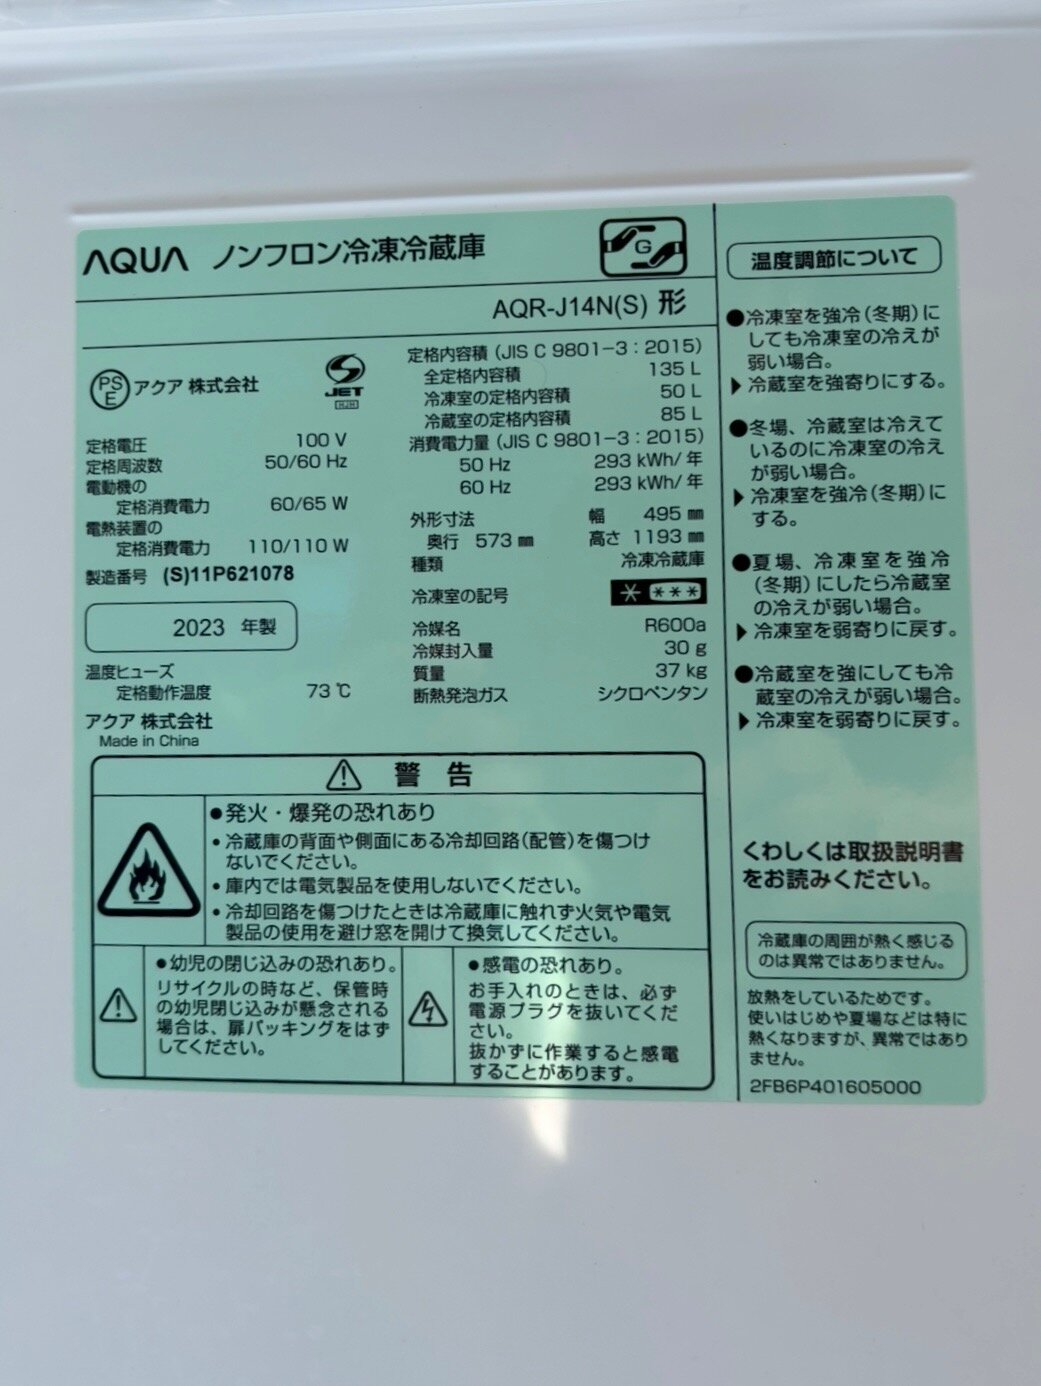 AQUA ノンフロン冷凍冷蔵庫
G
AQR-J14N(S) 形
PS
E
アクア 株式会社
JET
定格電圧 100 V
定格周波数 50/60 Hz
電動機の
定格消費電力 60/65 W
電熱装置の
定格消費電力 110/110 W
製造番号 (S)11P621078
2023 年製
温度ヒューズ
定格動作温度 73 ℃
アクア 株式会社
Made in China
定格内容積 (JIS C 9801-3 : 2015)
全定格内容積 135 L
冷凍室の定格内容積 50 L
冷蔵室の定格内容積 85 L
消費電力量 (JIS C 9801-3 : 2015)
50 Hz 293 kWh/年
60 Hz 293 kWh/年
外形寸法 幅 495 ㎜
奥行 573 ㎜ 高さ 1193 ㎜
種類 冷凍冷蔵庫
冷凍室の記号 * ***
冷媒名 R600a
冷媒封入量 30 g
質量 37 kg
断熱発泡ガス シクロペンタン
⚠ 警 告
●発火・爆発の恐れあり
・冷蔵庫の背面や側面にある冷却回路(配管)を傷つけ
ないでください。
・庫内では電気製品を使用しないでください。
・冷却回路を傷つけたときは冷蔵庫に触れず火気や電気
製品の使用を避け窓を開けて換気してください。
●幼児の閉じ込みの恐れあり。
リサイクルの時など、保管時
の幼児閉じ込みが懸念される
場合は、扉パッキングをはず
してください。
●感電の恐れあり。
お手入れのときは、必ず
電源プラグを抜いてくだ
さい。
抜かずに作業すると感電
することがあります。
温度調節について
●冷凍室を強冷(冬期)に
しても冷凍室の冷えが
弱い場合。
▶冷蔵室を強寄りにする。
●冬場、冷蔵室は冷えて
いるのに冷凍室の冷え
が弱い場合。
▶冷凍室を強冷(冬期)に
する。
●夏場、冷凍室を強冷
(冬期)にしたら冷蔵室
の冷えが弱い場合。
▶冷凍室を弱寄りに戻す。
●冷蔵室を強にしても冷
蔵室の冷えが弱い場合。
▶冷凍室を弱寄りに戻す。
くわしくは取扱説明書
をお読みください。
冷蔵庫の周囲が熱く感じる
のは異常ではありません。
放熱をしているためです。
使いはじめや夏場などは特に
熱くなりますが、異常ではあり
ません。
2FB6P401605000